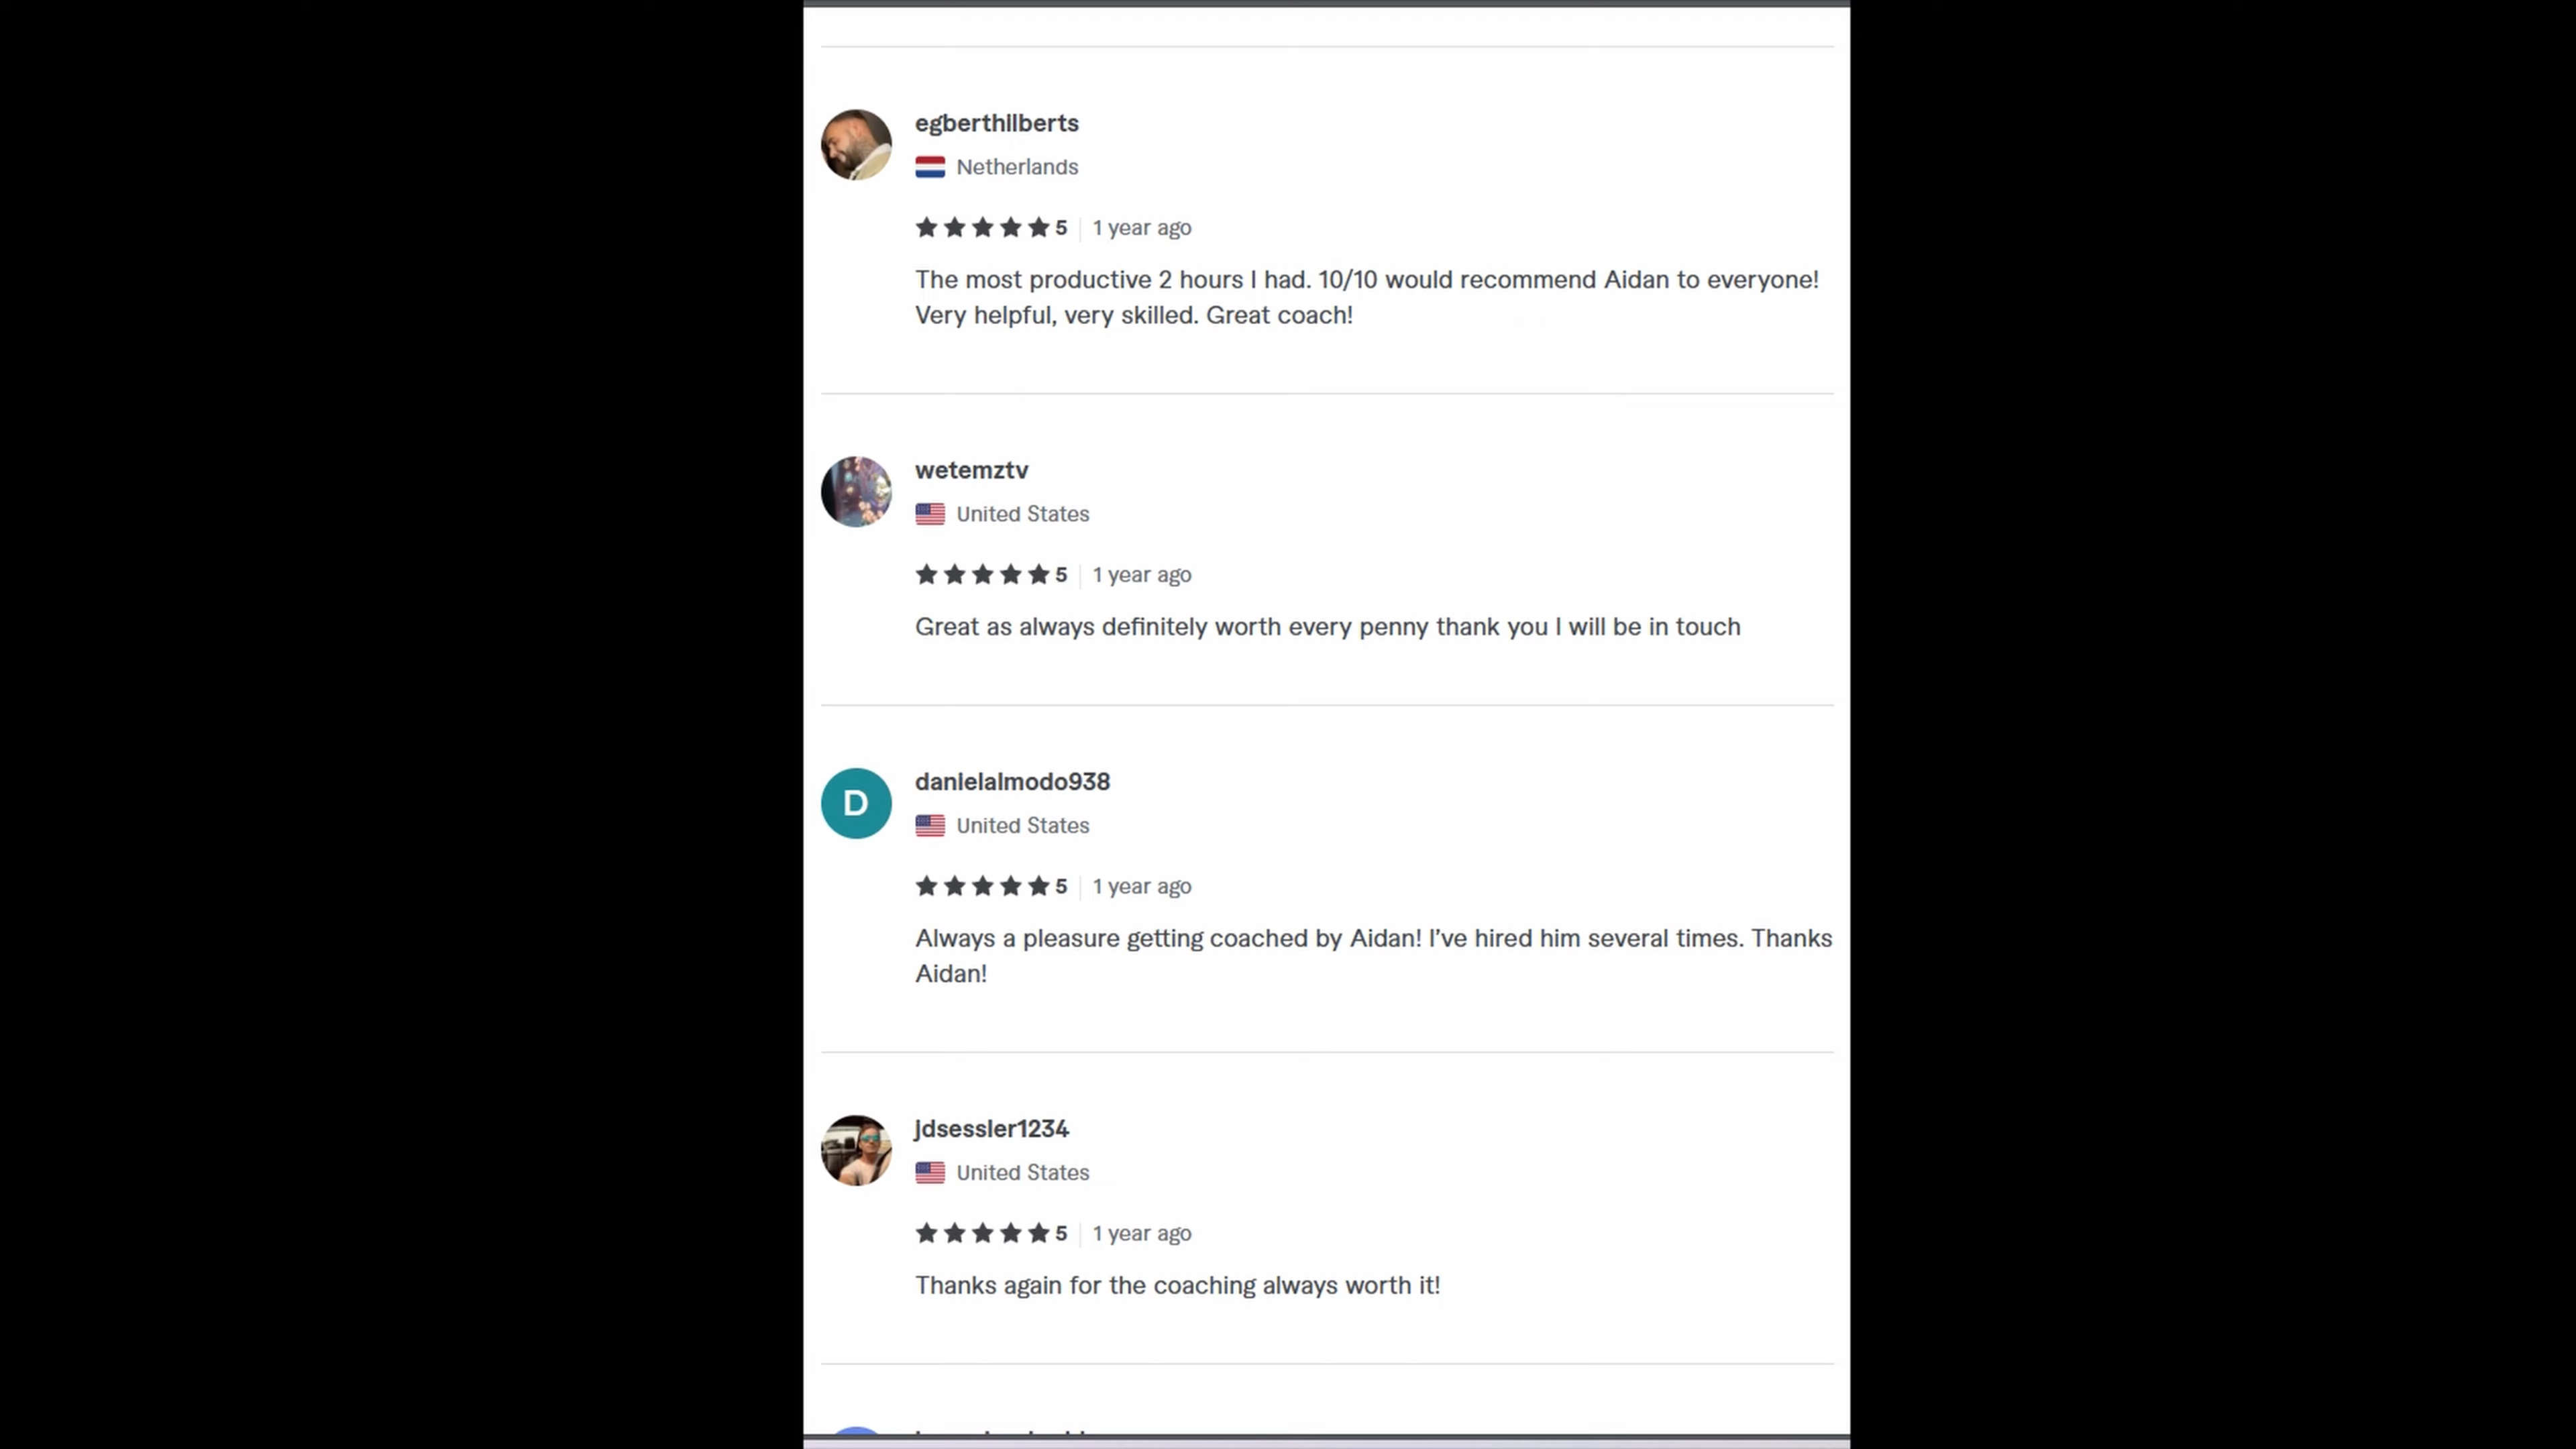 egberthilberts
Netherlands
5 1 year ago
The most productive 2 hours I had. 10/10 would recommend Aidan to everyone!
Very helpful, very skilled. Great coach!
wetemztv
United States
5 1 year ago
Great as always definitely worth every penny thank you I will be in touch
D
danielalmodo938
United States
5 1 year ago
Always a pleasure getting coached by Aidan! I’ve hired him several times. Thanks
Aidan!
jdsessler1234
United States
5 1 year ago
Thanks again for the coaching always worth it!